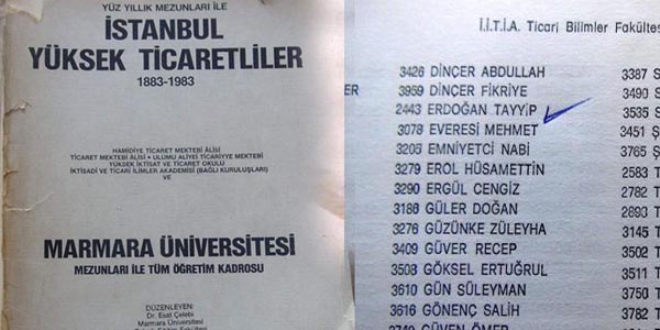 YÜZ YILLIK MEZUNLARI İLE
İSTANBUL
YÜKSEK TİCARETLİLER
1883-1983
HAMİDİYE TİCARET MEKTEBİ ÂLİSİ
TİCARET MEKTEBİ ÂLİSİ • ULUMU ALİYEİ TİCARİYYE MEKTEBİ
YÜKSEK İKTİSAT VE TİCARET OKULU
İKTİSADİ VE TİCARİ İLİMLER AKADEMİSİ (BAĞLI KURULUŞLARI)
VE
MARMARA ÜNİVERSİTESİ
MEZUNLARI İLE TÜM ÖĞRETİM KADROSU
DÜZENLEYEN:
Dr. Esat Çelebi
Marmara Üniversitesi
İ.İ.T.İ.A. Ticari Bilimler Fakültes
3426 DİNÇER ABDULLAH 3387 S
3959 DİNÇER FİKRİYE 3490
2443 ERDOĞAN TAYYİP 3535
3078 EVERESİ MEHMET 3451 Ş
3205 EMNİYETCİ NABİ 3765
3279 EROL HÜSAMETTİN 2583 T
3290 ERGÜL CENGİZ 2782
3186 GÜLER DOĞAN 2893
3276 GÜZÜNKE ZÜLEYHA 3145 T
3409 GÜVER RECEP 3502
3508 GÖKSEL ERTUĞRUL 3511
3610 GÜN SÜLEYMAN 3750
3616 GÖNENÇ SALİH 3782
GÜVEN ÖMER